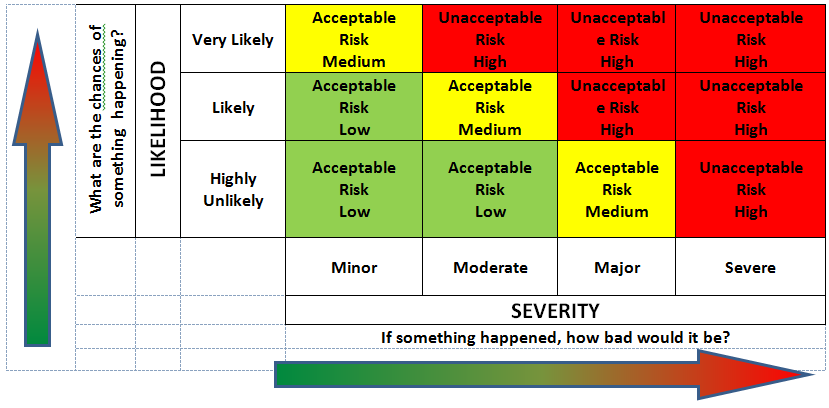 What are the chances of
something happening?
LIKELIHOOD
Very Likely
Acceptable
Risk
Medium
Unacceptable
Risk
High
Unacceptabl
e Risk
High
Unacceptable
Risk
High
Likely
Acceptable
Risk
Low
Acceptable
Risk
Medium
Unacceptabl
e Risk
High
Unacceptable
Risk
High
Highly
Unlikely
Acceptable
Risk
Low
Acceptable
Risk
Low
Acceptable
Risk
Medium
Unacceptable
Risk
High
Minor
Moderate
Major
Severe
SEVERITY
If something happened, how bad would it be?